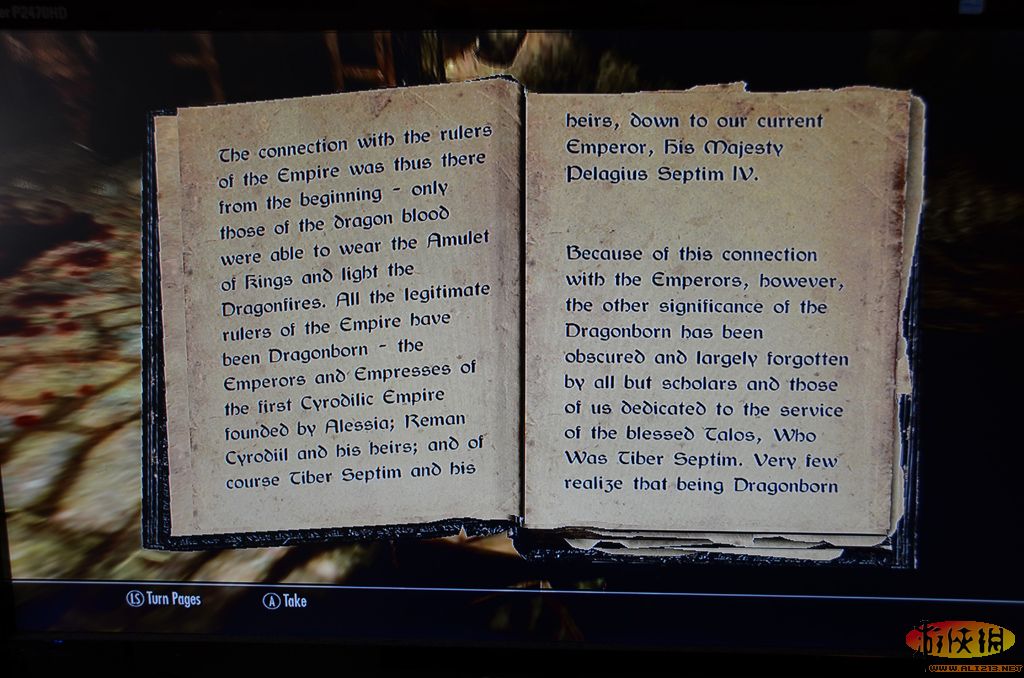 er P2470HD
The connection with the rulers
of the Empire was thus there
from the beginning - only
those of the dragon blood
were able to wear the Amulet
of Kings and light the
Dragonfires. All the legitimate
rulers of the Empire have
been Dragonborn - the
Emperors and Empresses of
the first Cyrodilic Empire
founded by Alessia; Reman
Cyrodiil and his heirs; and of
course Tiber Septim and his
heirs, down to our current
Emperor, His Majesty
Pelagius Septim IV.
Because of this connection
with the Emperors, however,
the other significance of the
Dragonborn has been
obscured and largely forgotten
by all but scholars and those
of us dedicated to the service
of the blessed Talos, Who
Was Tiber Septim. Very few
realize that being Dragonborn
LS Turn Pages
A Take
游侠网
WWW.ALI213.NET